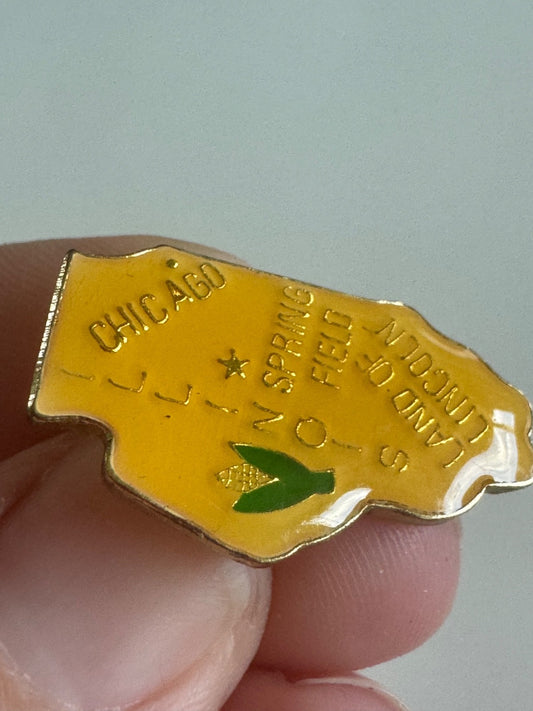 CHICAGO
ILLINOIS
SPRING
FIELD
LAND OF
LINCOLN